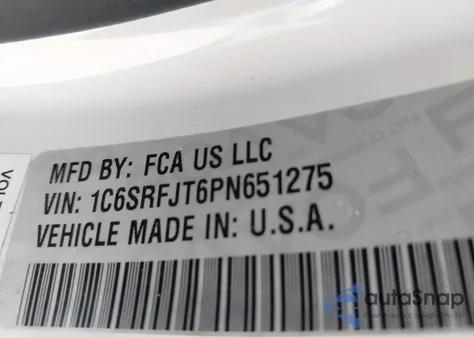 MFD BY: FCA US LLC
VIN: 1C6SRFJT6PN651275
VEHICLE MADE IN: U.S.A.
autoSnap